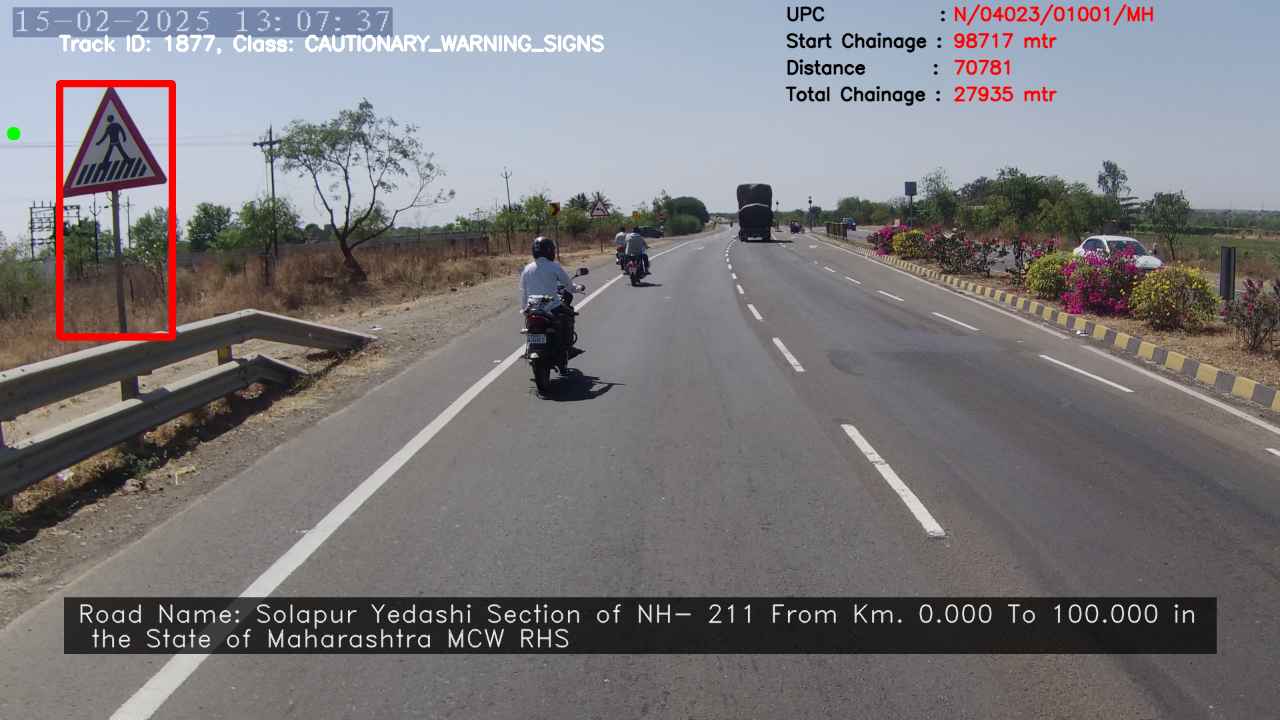 15-02-2025 13:07:37
Track ID: 1877, Class: CAUTIONARY_WARNING_SIGNS
UPC : N/04023/01001/MH
Start Chainage : 98717 mtr
Distance : 70781
Total Chainage : 27935 mtr
Road Name: Solapur Yedashi Section of NH- 211 From Km. 0.000 To 100.000 in
the State of Maharashtra MCW RHS